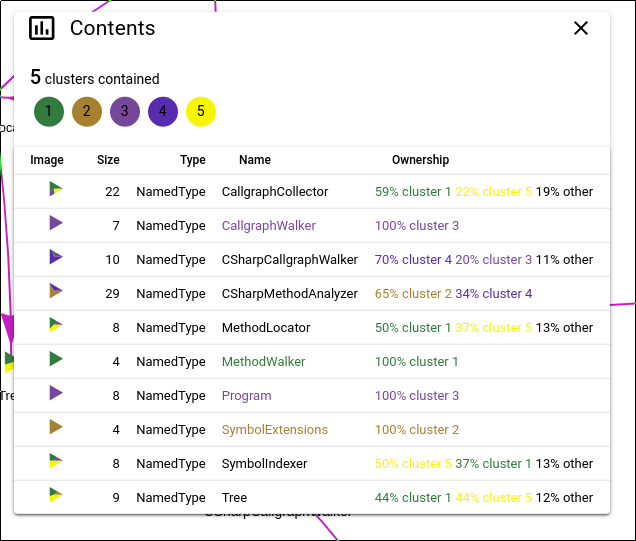 Contents
5 clusters contained
1 2 3 4 5
Image Size Type Name Ownership
22 NamedType CallgraphCollector 59% cluster 1 22% cluster 5 19% other
7 NamedType CallgraphWalker 100% cluster 3
10 NamedType CSharpCallgraphWalker 70% cluster 4 20% cluster 3 11% other
29 NamedType CSharpMethodAnalyzer 65% cluster 2 34% cluster 4
8 NamedType MethodLocator 50% cluster 1 37% cluster 5 13% other
4 NamedType MethodWalker 100% cluster 1
8 NamedType Program 100% cluster 3
4 NamedType SymbolExtensions 100% cluster 2
8 NamedType SymbolIndexer 50% cluster 5 37% cluster 1 13% other
9 NamedType Tree 44% cluster 1 44% cluster 5 12% other
CSharpCallgraphWalker